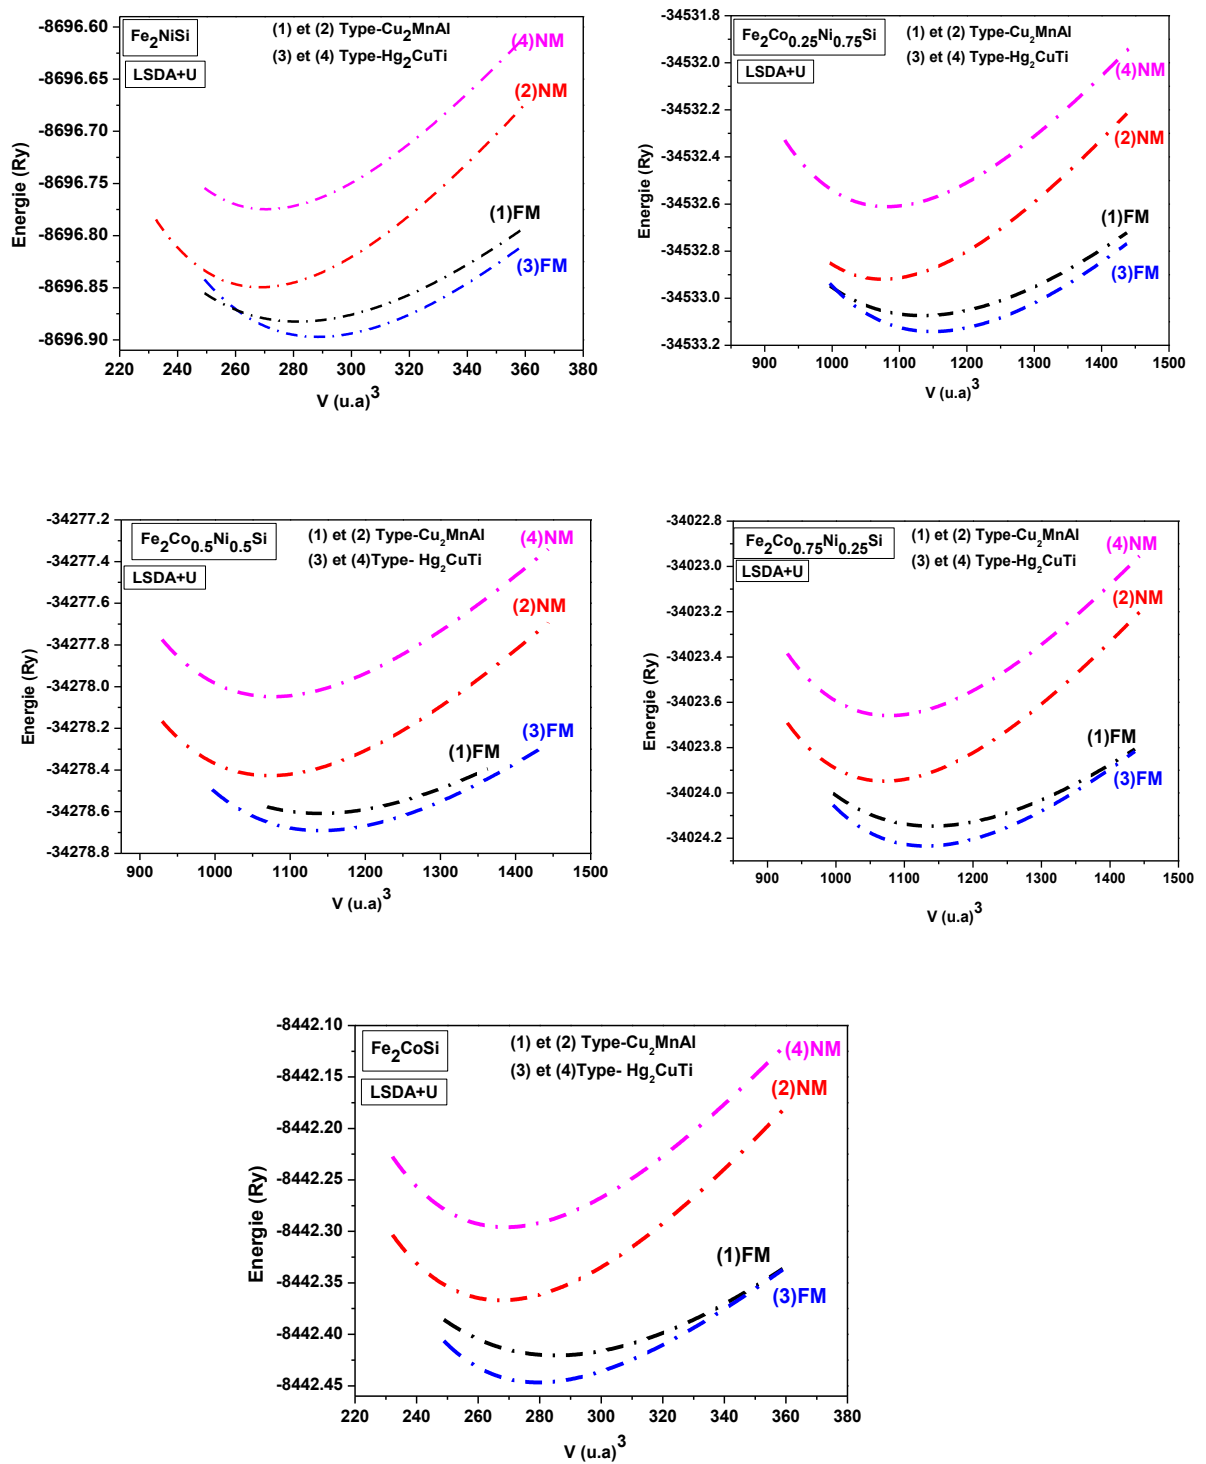 Fe2NiSi
LSDA+U
(1) et (2) Type-Cu2MnAl
(3) et (4) Type-Hg2CuTi
(4)NM
(2)NM
(1)FM
(3)FM
Energie (Ry)
-8696.60
-8696.65
-8696.70
-8696.75
-8696.80
-8696.85
-8696.90
220 240 260 280 300 320 340 360 380
V (u.a)3
Fe2Co0.25Ni0.75Si
LSDA+U
(1) et (2) Type-Cu2MnAl
(3) et (4) Type-Hg2CuTi
(4)NM
(2)NM
(1)FM
(3)FM
Energie (Ry)
-34531.8
-34532.0
-34532.2
-34532.4
-34532.6
-34532.8
-34533.0
-34533.2
900 1000 1100 1200 1300 1400 1500
V (u.a)3
Fe2Co0.5Ni0.5Si
LSDA+U
(1) et (2) Type-Cu2MnAl
(3) et (4)Type- Hg2CuTi
(4)NM
(2)NM
(3)FM
(1)FM
Energie (Ry)
-34277.2
-34277.4
-34277.6
-34277.8
-34278.0
-34278.2
-34278.4
-34278.6
-34278.8
900 1000 1100 1200 1300 1400 1500
V (u.a)3
Fe2Co0.75Ni0.25Si
LSDA+U
(1) et (2) Type-Cu2MnAl
(3) et (4) Type-Hg2CuTi
(4)NM
(2)NM
(1)FM
(3)FM
Energie (Ry)
-34022.8
-34023.0
-34023.2
-34023.4
-34023.6
-34023.8
-34024.0
-34024.2
900 1000 1100 1200 1300 1400 1500
V (u.a)3
Fe2CoSi
LSDA+U
(1) et (2) Type-Cu2MnAl
(3) et (4)Type- Hg2CuTi
(4)NM
(2)NM
(1)FM
(3)FM
Energie (Ry)
-8442.10
-8442.15
-8442.20
-8442.25
-8442.30
-8442.35
-8442.40
-8442.45
220 240 260 280 300 320 340 360 380
V (u.a)3